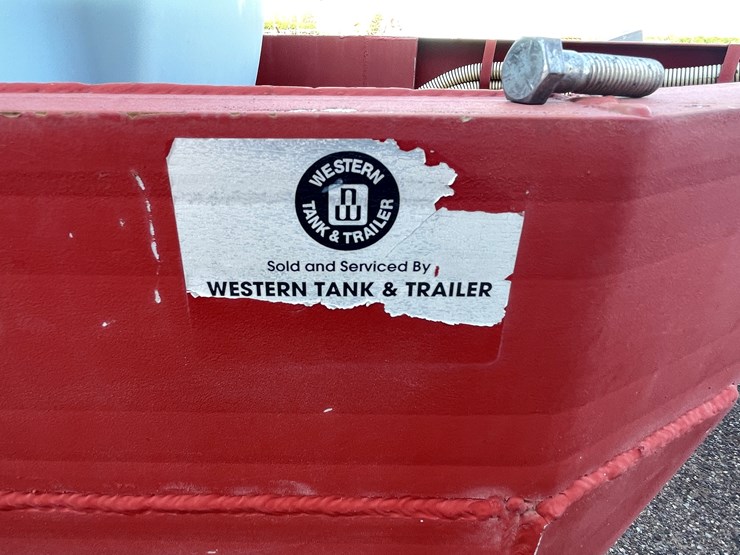 WESTERN
TANK & TRAILER
Sold and Serviced By
WESTERN TANK & TRAILER